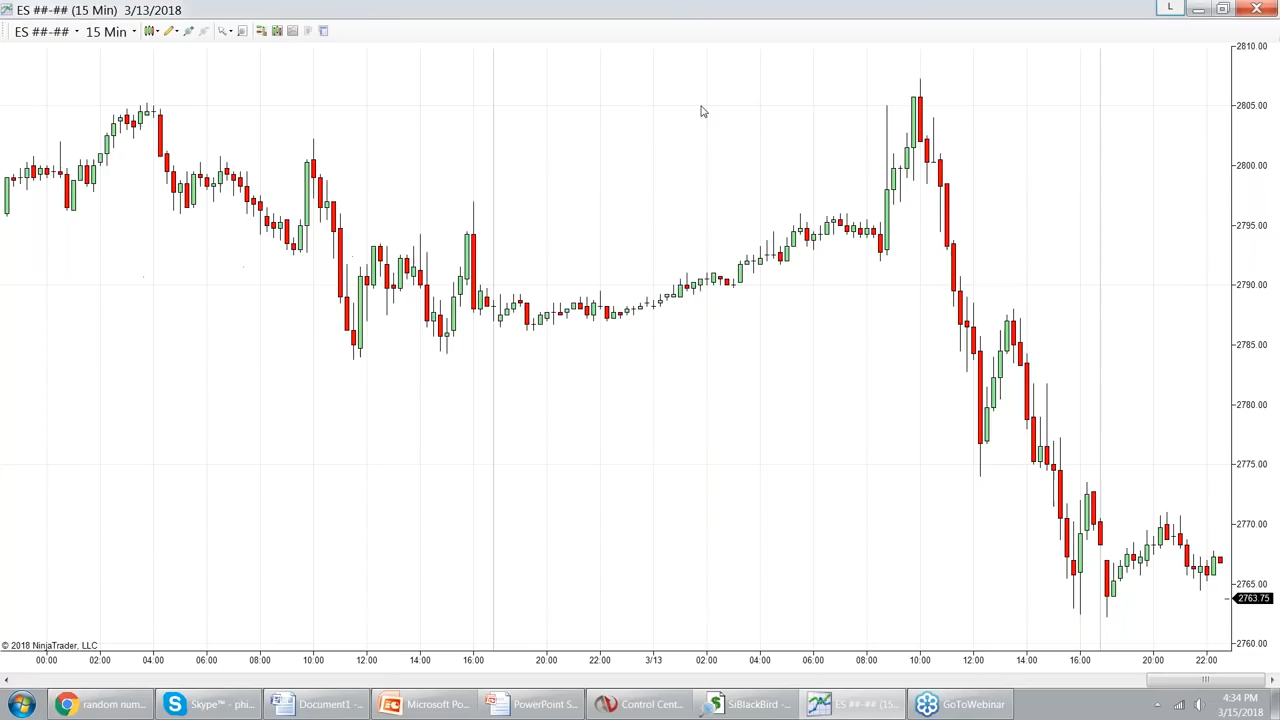 ES ##-## (15 Min) 3/13/2018
L
ES ##-## 15 Min
2810.00
2805.00
2800.00
2795.00
2790.00
2785.00
2780.00
2775.00
2770.00
2765.00
2763.75
2760.00
© 2018 NinjaTrader, LLC
00:00 02:00 04:00 06:00 08:00 10:00 12:00 14:00 16:00 20:00 22:00 3/13 02:00 04:00 06:00 08:00 10:00 12:00 14:00 16:00 20:00 22:00
random num... Skype™ - phi... Document1 -... Microsoft Po... PowerPoint S... Control Cent... SiBlackBird -... ES ##-## (15... GoToWebinar
4:34 PM
3/15/2018